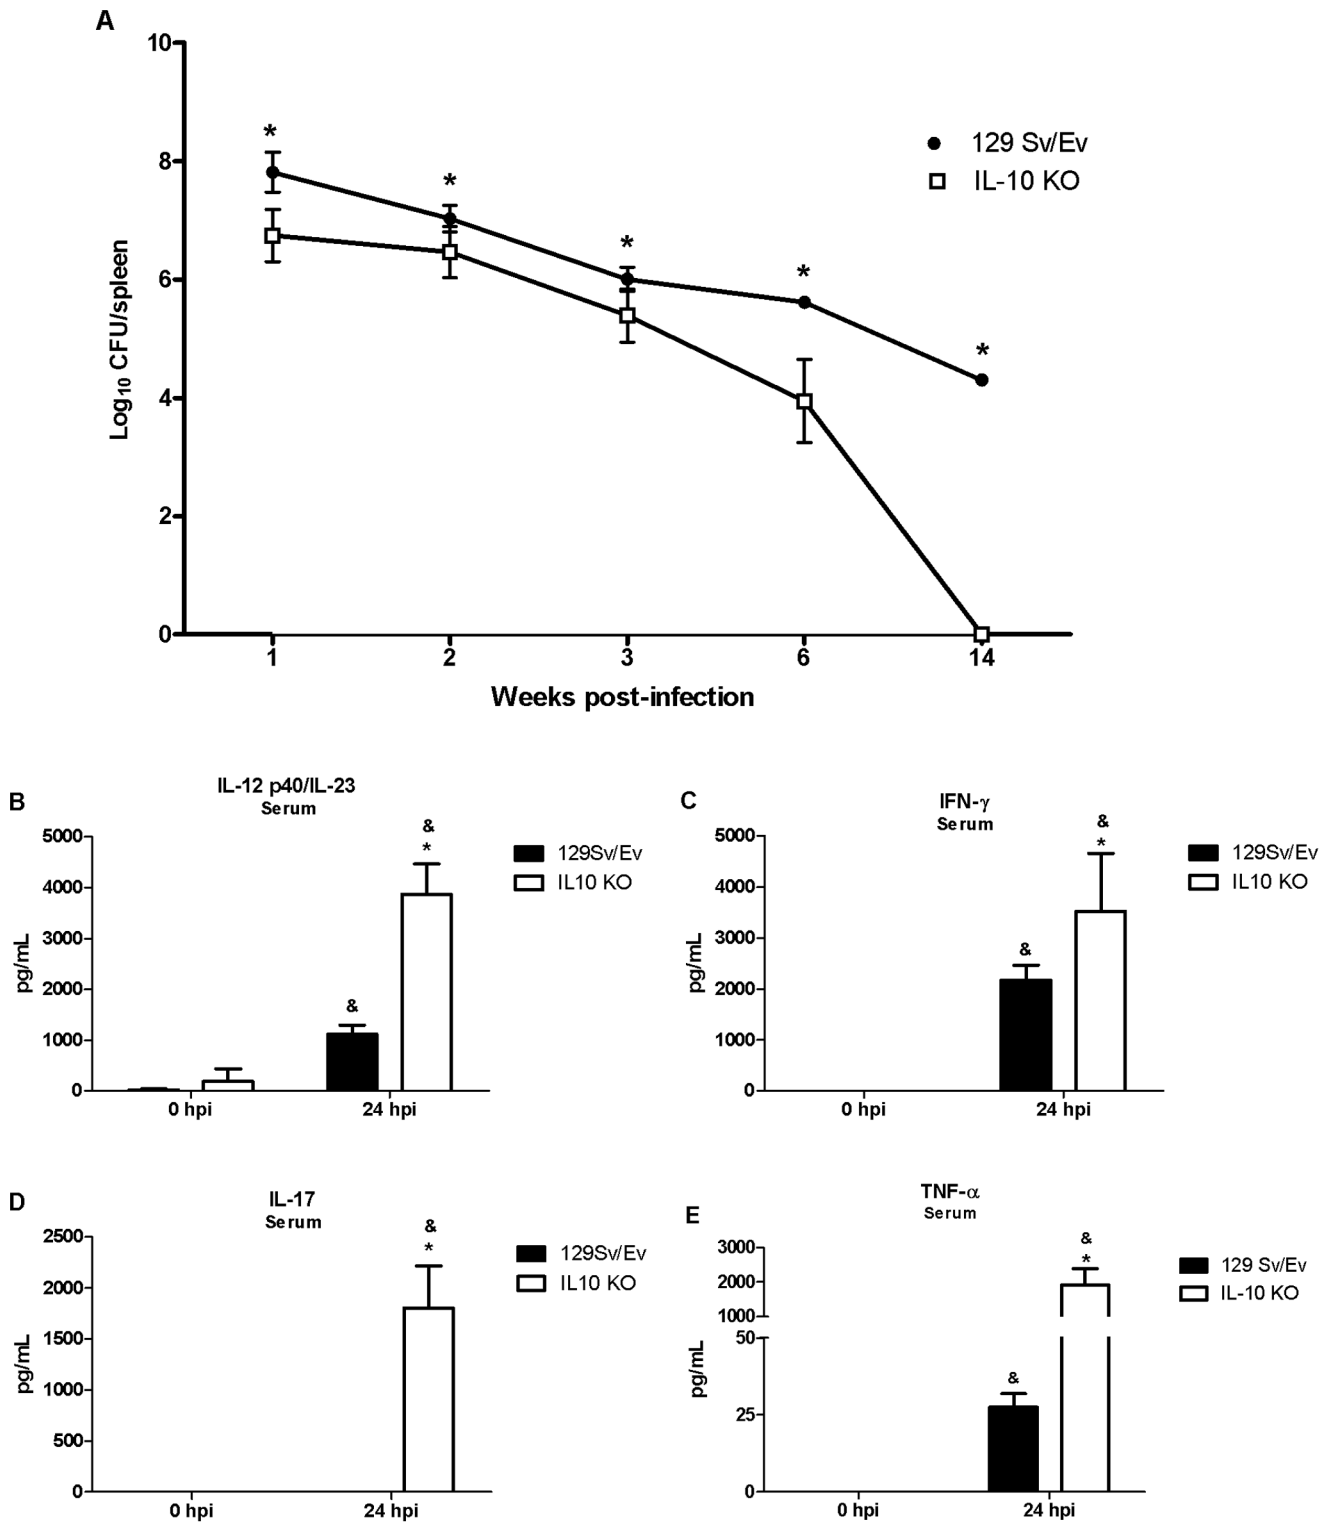 A
10
8
6
4
2
0
Log10 CFU/spleen
* * * * *
129 Sv/Ev
IL-10 KO
1 2 3 6 14
Weeks post-infection
B
IL-12 p40/IL-23
Serum
5000
4000
3000
2000
1000
0
pg/mL
&
&
*
129Sv/Ev
IL10 KO
0 hpi 24 hpi
C
IFN-γ
Serum
5000
4000
3000
2000
1000
0
pg/mL
&
&
*
129Sv/Ev
IL10 KO
0 hpi 24 hpi
D
IL-17
Serum
2500
2000
1500
1000
500
0
pg/mL
&
*
129Sv/Ev
IL10 KO
0 hpi 24 hpi
E
TNF-α
Serum
3000
2000
1000
50
25
0
pg/mL
&
&
*
129 Sv/Ev
IL-10 KO
0 hpi 24 hpi